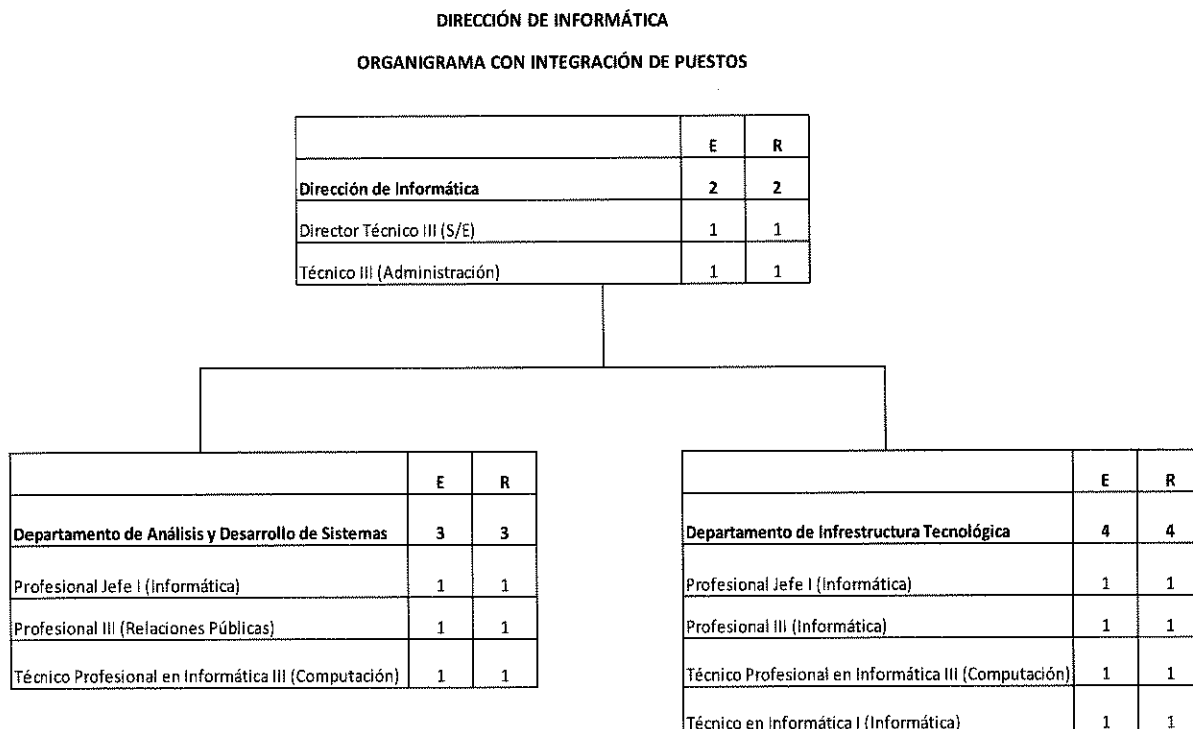 DIRECCIÓN DE INFORMÁTICA
ORGANIGRAMA CON INTEGRACIÓN DE PUESTOS
E R
Dirección de Informática 2 2
Director Técnico III (S/E) 1 1
Técnico III (Administración) 1 1
E R
Departamento de Análisis y Desarrollo de Sistemas 3 3
Profesional Jefe I (Informática) 1 1
Profesional III (Relaciones Públicas) 1 1
Técnico Profesional en Informática III (Computación) 1 1
E R
Departamento de Infrestructura Tecnológica 4 4
Profesional Jefe I (Informática) 1 1
Profesional III (Informática) 1 1
Técnico Profesional en Informática III (Computación) 1 1
Técnico en Informática I (Informática) 1 1